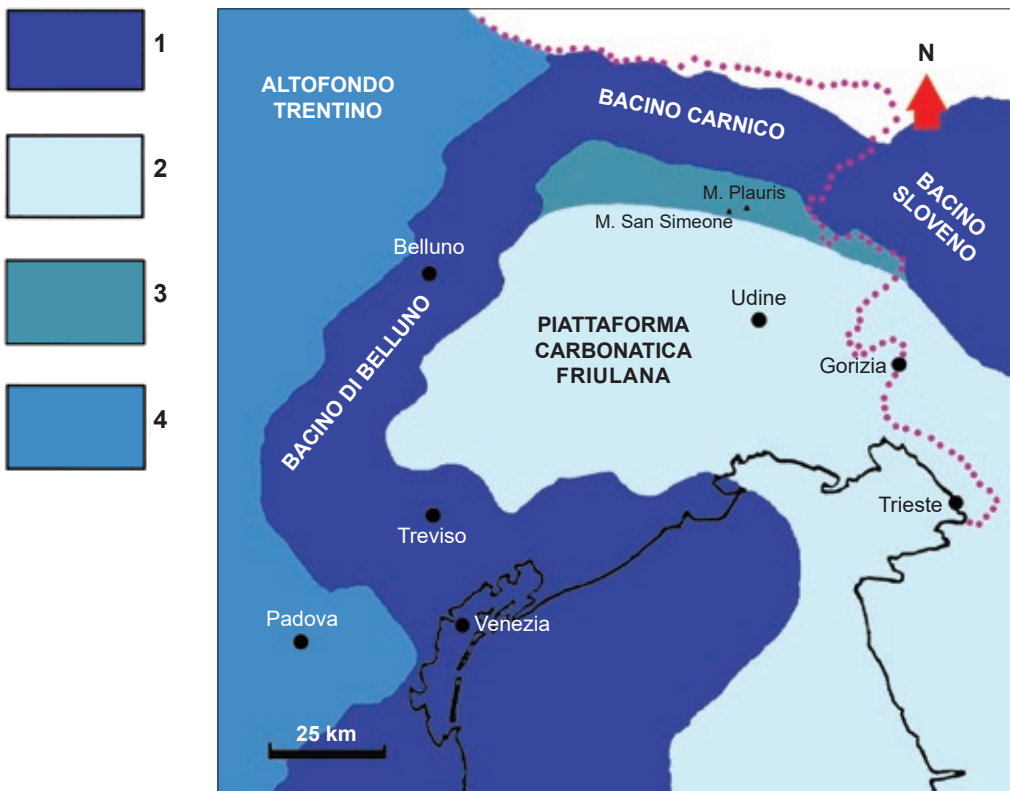 1
2
3
4
ALTOFONDO
TRENTINO
N
BACINO CARNICO
BACINO
SLOVENO
M. Plauris
M. San Simeone
Belluno
Udine
PIATTAFORMA
CARBONATICA
FRIULANA
Gorizia
BACINO DI BELLUNO
Trieste
Treviso
Padova
Venezia
25 km